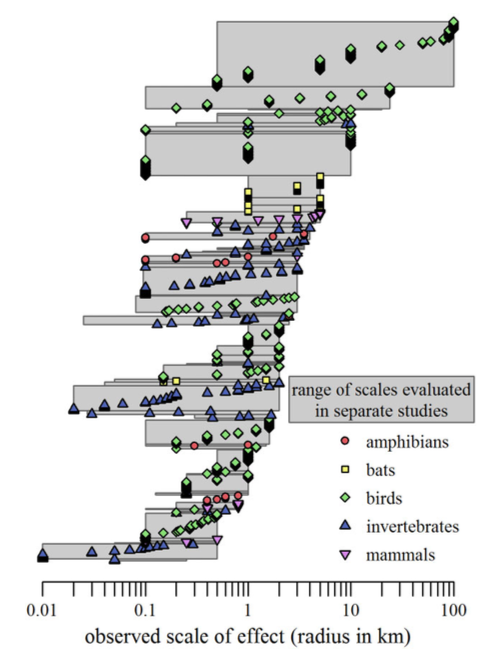 range of scales evaluated
in separate studies
amphibians
bats
birds
invertebrates
mammals
0.01 0.1 1 10 100
observed scale of effect (radius in km)